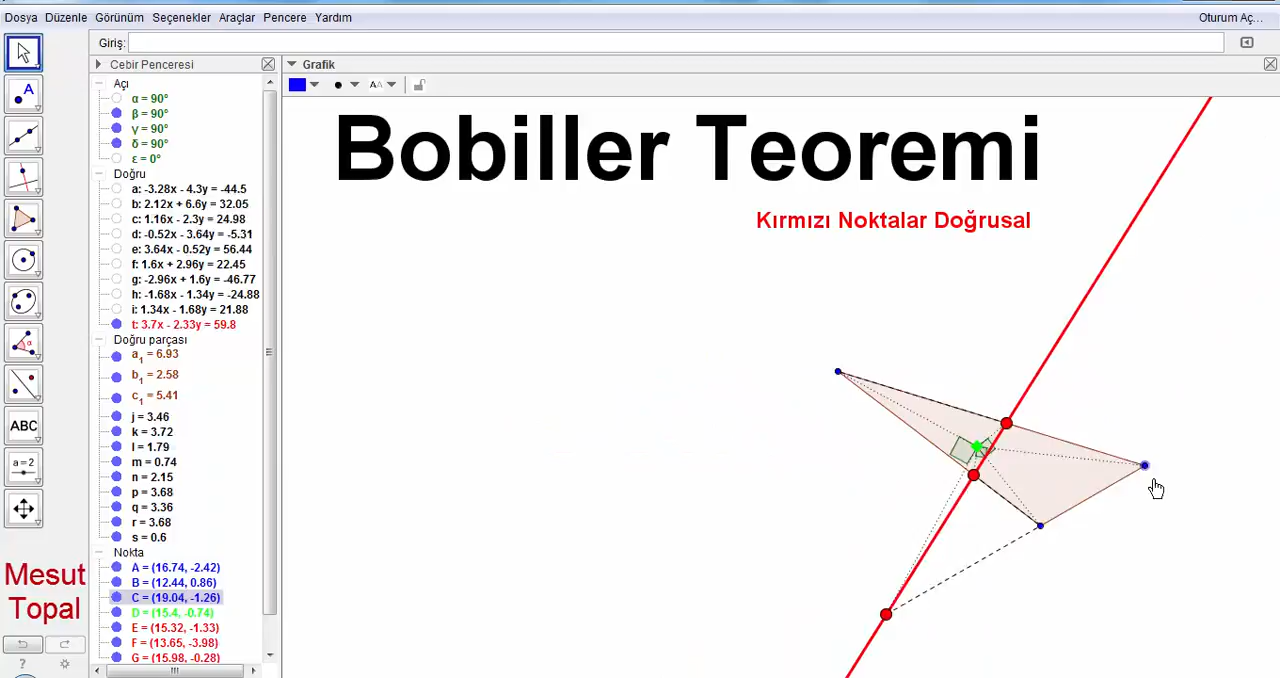 Dosya Düzenle Görünüm Seçenekler Araçlar Pencere Yardım Oturum Aç...
Giriş:
Cebir Penceresi
Grafik
Açı
α = 90°
β = 90°
γ = 90°
δ = 90°
ε = 0°
Doğru
a: -3.28x - 4.3y = -44.5
b: 2.12x + 6.6y = 32.05
c: 1.16x - 2.3y = 24.98
d: -0.52x - 3.64y = -5.31
e: 3.64x - 0.52y = 56.44
f: 1.6x + 2.96y = 22.45
g: -2.96x + 1.6y = -46.77
h: -1.68x - 1.34y = -24.88
i: 1.34x - 1.68y = 21.88
t: 3.7x - 2.33y = 59.8
Doğru parçası
a1 = 6.93
b1 = 2.58
c1 = 5.41
j = 3.46
k = 3.72
l = 1.79
m = 0.74
n = 2.15
p = 3.68
q = 3.36
r = 3.68
s = 0.6
Nokta
A = (16.74, -2.42)
B = (12.44, 0.86)
C = (19.04, -1.26)
D = (15.4, -0.74)
E = (15.32, -1.33)
F = (13.65, -3.98)
G = (15.98, -0.28)
A
α
ABC
a=2
AA
Bobiller Teoremi
Kırmızı Noktalar Doğrusal
Mesut
Topal
?